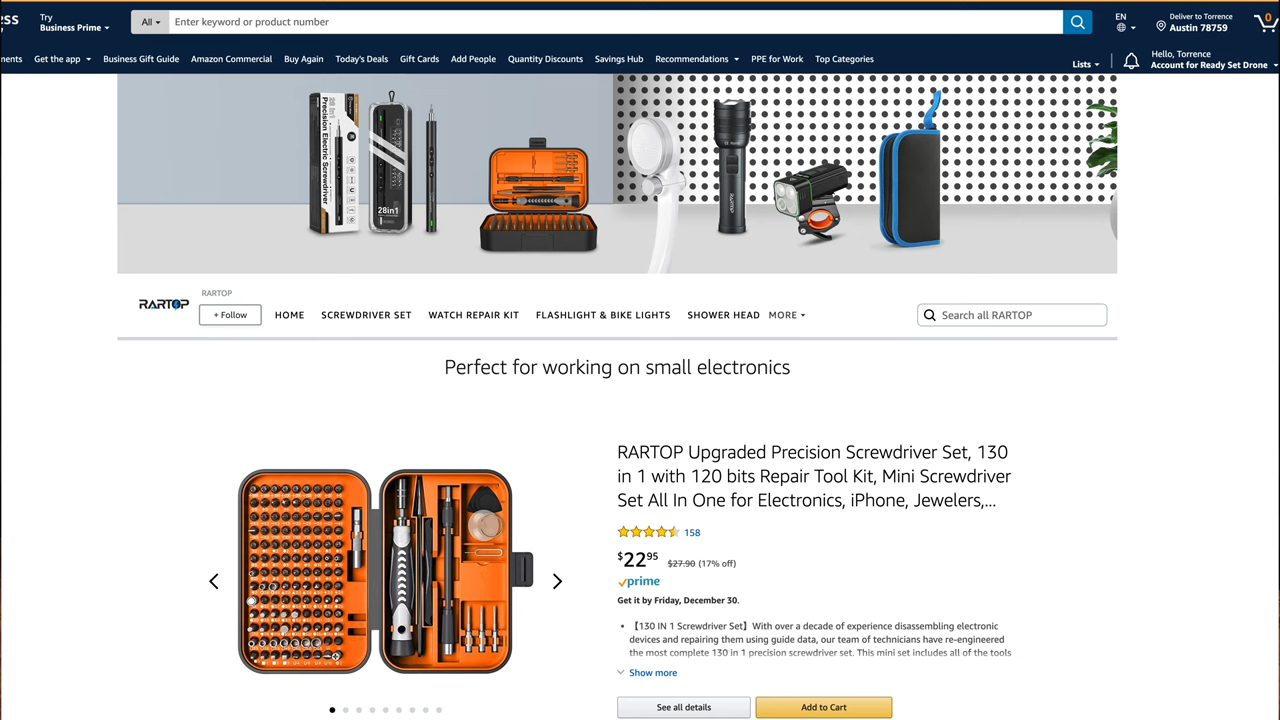 ess
Try
Business Prime
All
Enter keyword or product number
EN
Deliver to Torrence
Austin 78759
0
ments
Get the app
Business Gift Guide
Amazon Commercial
Buy Again
Today's Deals
Gift Cards
Add People
Quantity Discounts
Savings Hub
Recommendations
PPE for Work
Top Categories
Lists
Hello, Torrence
Account for Ready Set Drone
28 in 1
Precision Electric Screwdriver
28in1
RARTOP
RARTOP
RARTOP
+ Follow
HOME
SCREWDRIVER SET
WATCH REPAIR KIT
FLASHLIGHT & BIKE LIGHTS
SHOWER HEAD
MORE
Search all RARTOP
Perfect for working on small electronics
RARTOP Upgraded Precision Screwdriver Set, 130
in 1 with 120 bits Repair Tool Kit, Mini Screwdriver
Set All In One for Electronics, iPhone, Jewelers,...
158
$22⁹⁵ $27.90 (17% off)
prime
Get it by Friday, December 30.
• 【130 IN 1 Screwdriver Set】With over a decade of experience disassembling electronic
devices and repairing them using guide data, our team of technicians have re-engineered
the most complete 130 in 1 precision screwdriver set. This mini set includes all of the tools
Show more
See all details
Add to Cart